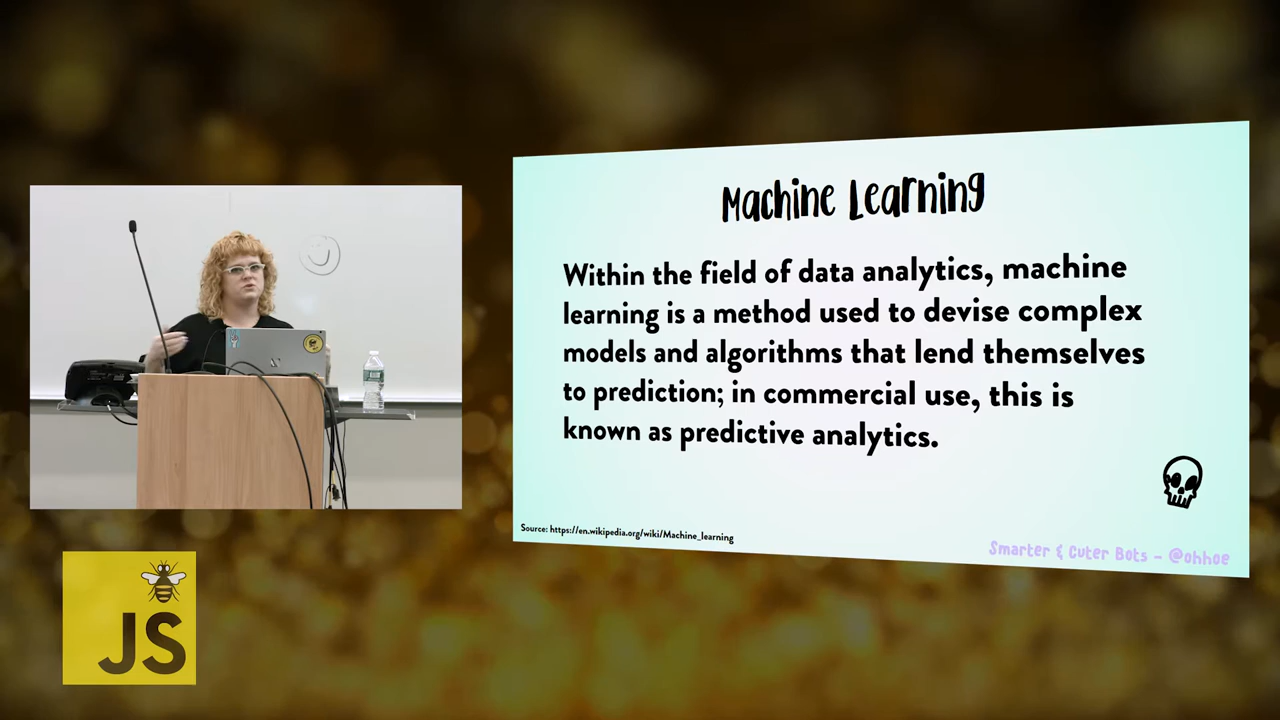 Machine Learning
Within the field of data analytics, machine
learning is a method used to devise complex
models and algorithms that lend themselves
to prediction; in commercial use, this is
known as predictive analytics.
Source: https://en.wikipedia.org/wiki/Machine_learning
Smarter & Cuter Bots - @ohhoe
JS